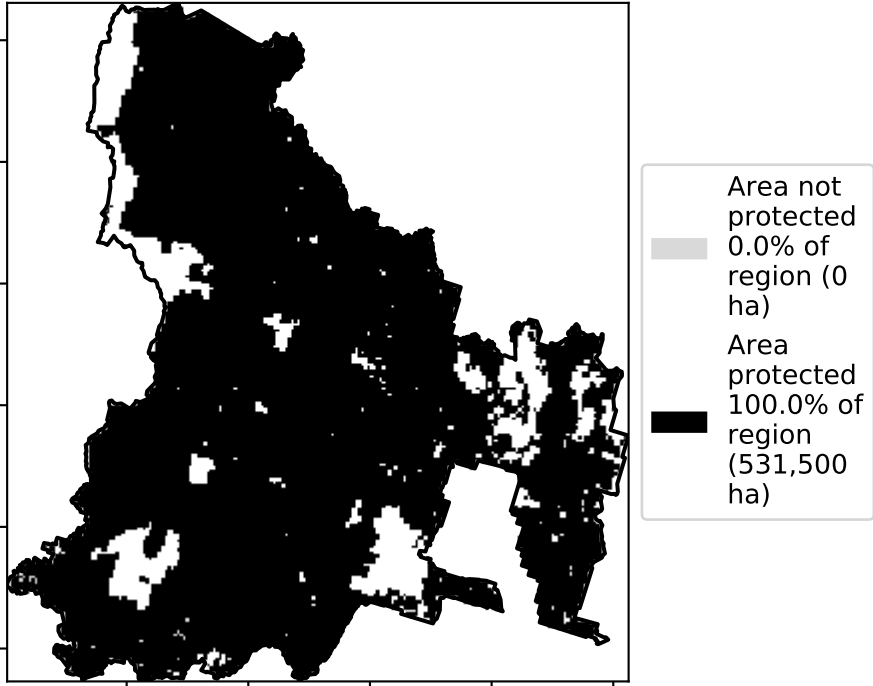 Area not
protected
0.0% of
region (0
ha)
Area
protected
100.0% of
region
(531,500
ha)